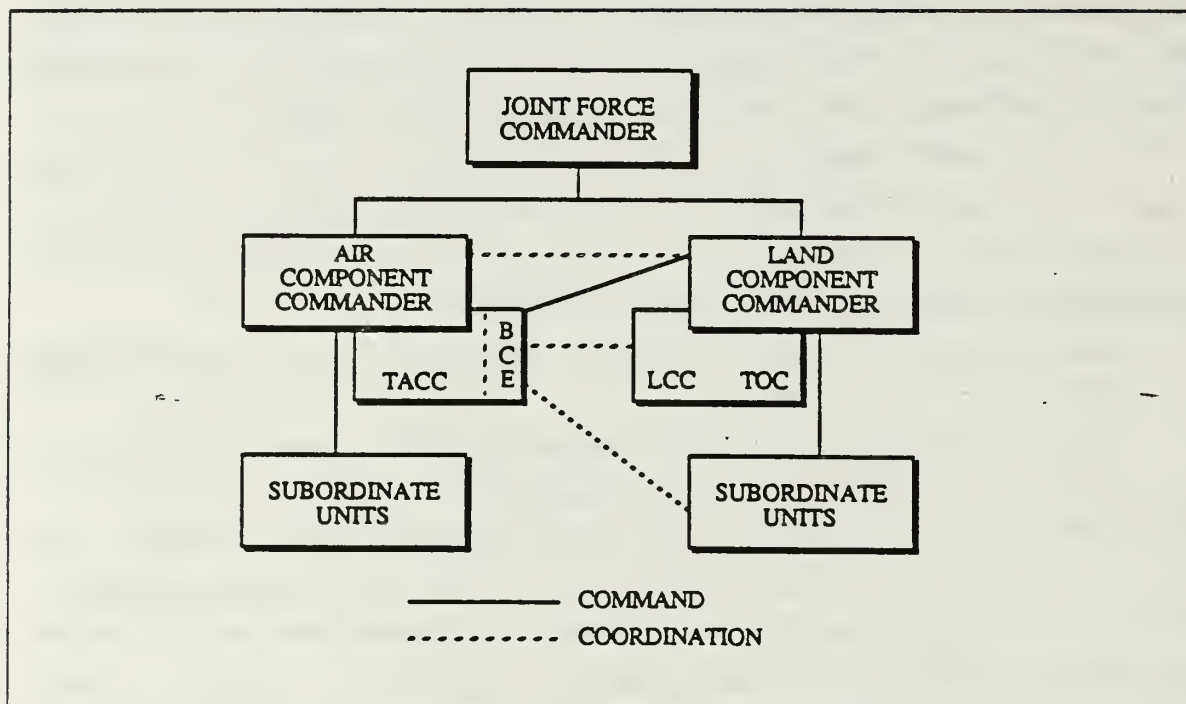 JOINT FORCE
COMMANDER
AIR
COMPONENT
COMMANDER
LAND
COMPONENT
COMMANDER
B
C
E
TACC
LCC TOC
SUBORDINATE
UNITS
SUBORDINATE
UNITS
COMMAND
COORDINATION